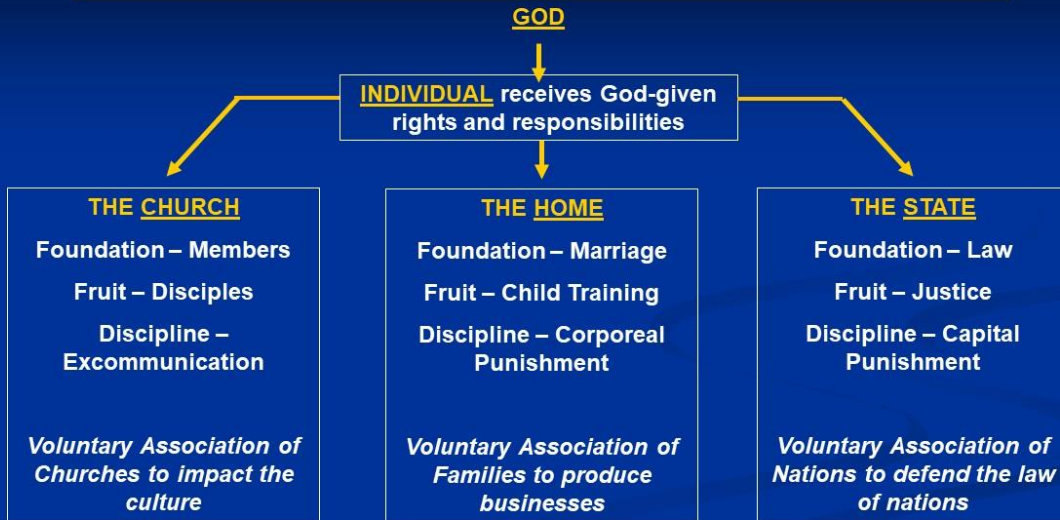 GOD
INDIVIDUAL receives God-given
rights and responsibilities
THE CHURCH
Foundation – Members
Fruit – Disciples
Discipline –
Excommunication
Voluntary Association of
Churches to impact the
culture
THE HOME
Foundation – Marriage
Fruit – Child Training
Discipline – Corporeal
Punishment
Voluntary Association of
Families to produce
businesses
THE STATE
Foundation – Law
Fruit – Justice
Discipline – Capital
Punishment
Voluntary Association of
Nations to defend the law
of nations